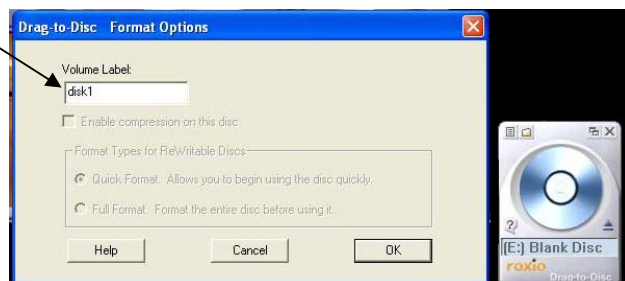 Drag-to-Disc Format Options
Volume Label:
disk1
Enable compression on this disc
Format Types for ReWritable Discs
Quick Format. Allows you to begin using the disc quickly.
Full Format. Format the entire disc before using it.
Help
Cancel
OK
(E:) Blank Disc
roxio
Drag-to-Disc